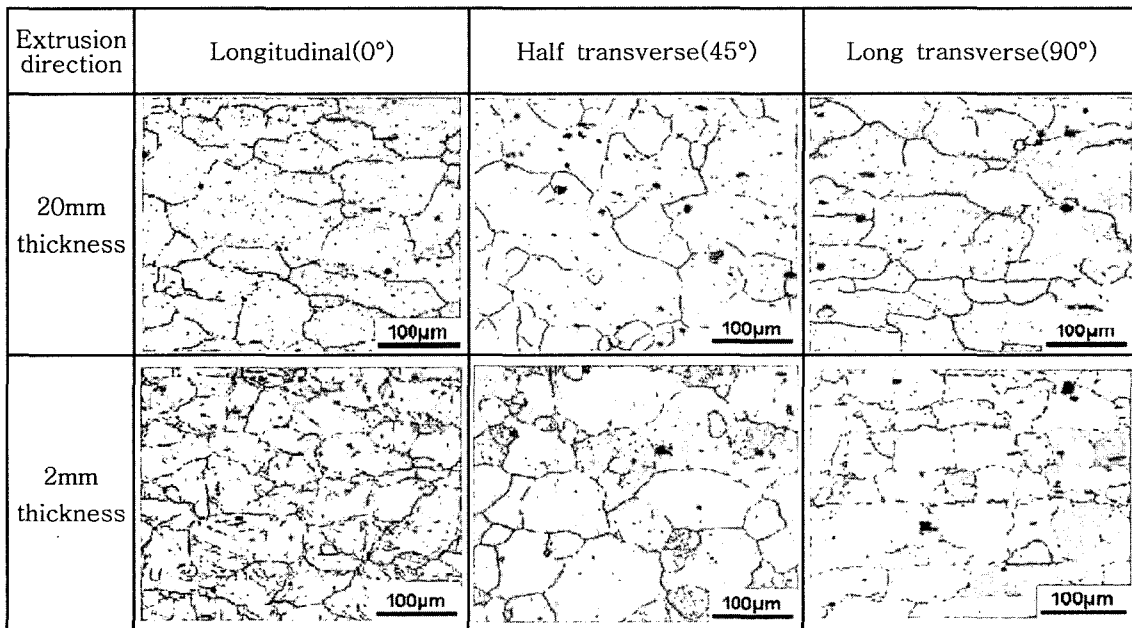 Extrusion
direction
Longitudinal(0°)
Half transverse(45°)
Long transverse(90°)
20mm
thickness
100µm
100µm
100µm
2mm
thickness
100µm
100µm
100µm